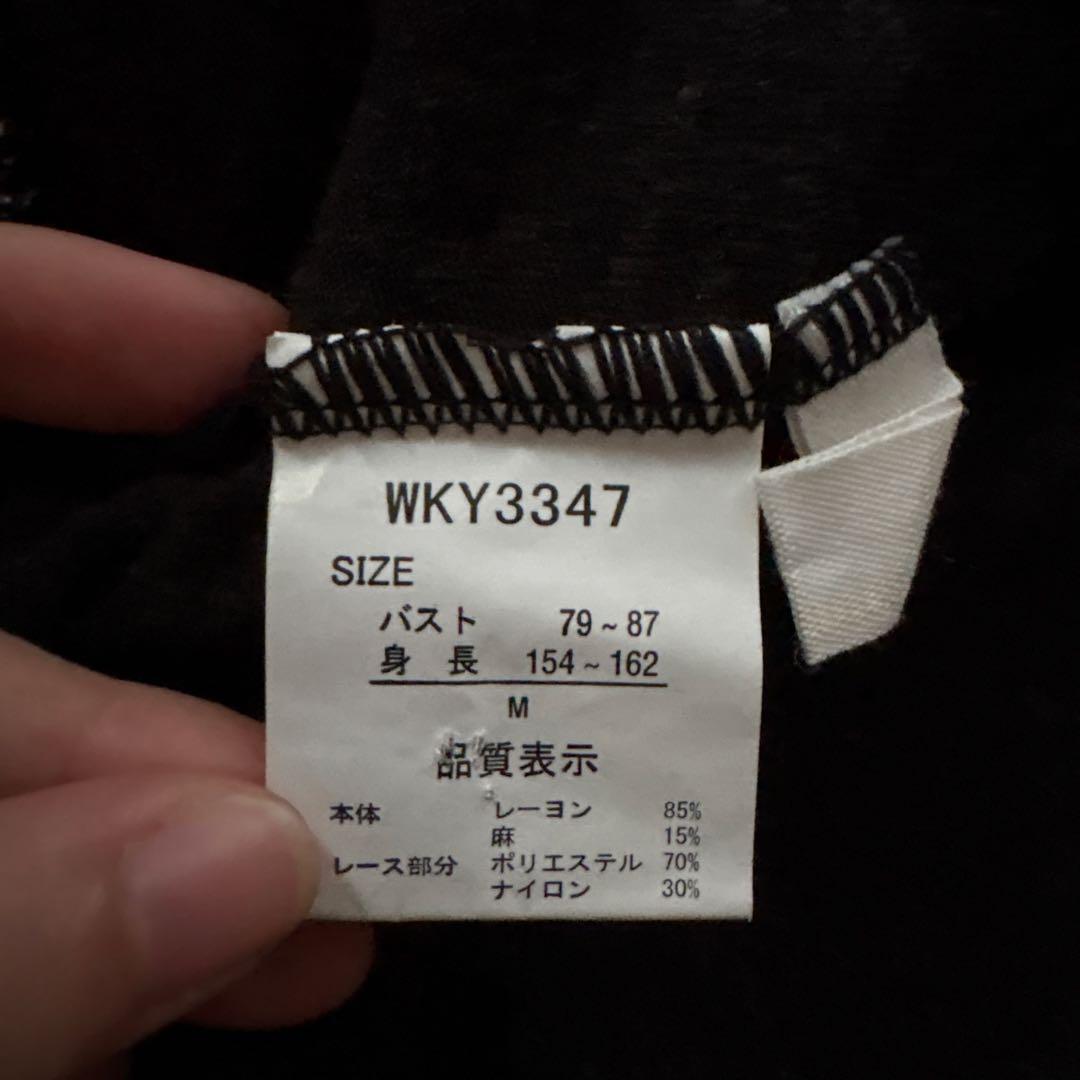 WKY3347
SIZE
バスト 79~87
身長 154~162
M
品質表示
本体 レーヨン 85%
麻 15%
レース部分 ポリエステル 70%
ナイロン 30%